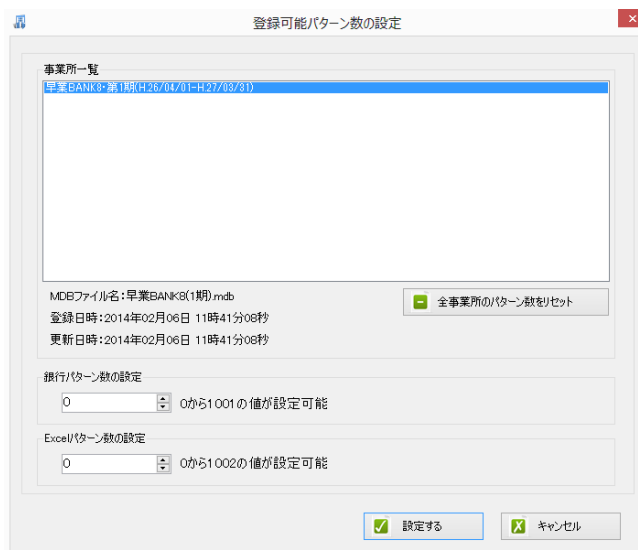 登録可能パターン数の設定
事業所一覧
早業BANK8・第1期(H.26/04/01-H.27/03/31)
MDBファイル名：早業BANK8(1期).mdb
全事業所のパターン数をリセット
登録日時：2014年02月06日 11時41分08秒
更新日時：2014年02月06日 11時41分08秒
銀行パターン数の設定
0 0から1001の値が設定可能
Excelパターン数の設定
0 0から1002の値が設定可能
設定する キャンセル